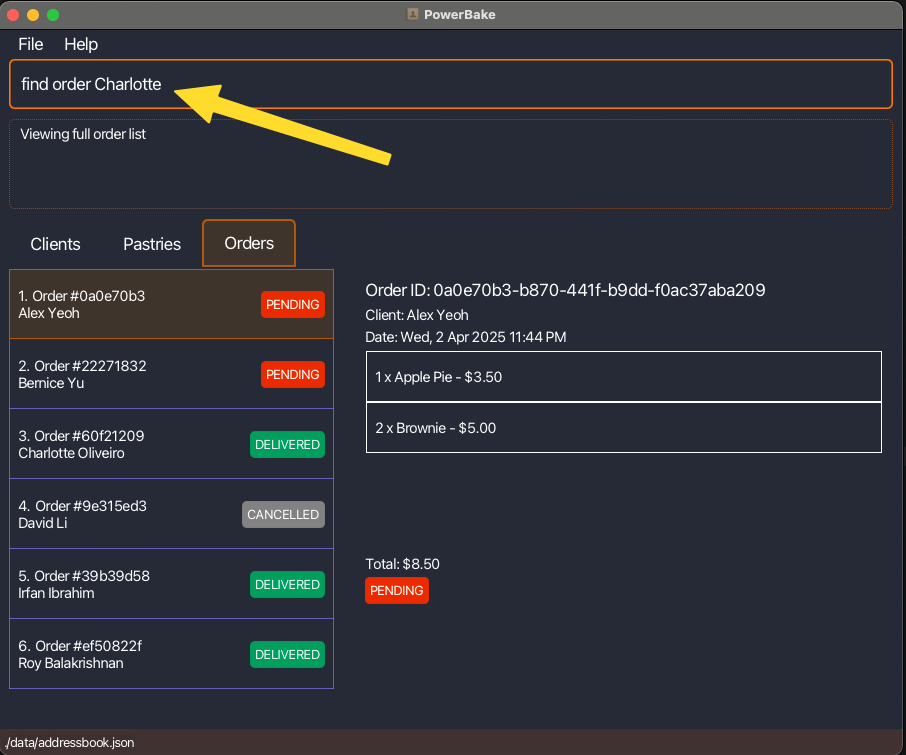 PowerBake
File Help
find order Charlotte
Viewing full order list
Clients Pastries Orders
1. Order #0a0e70b3
Alex Yeoh
PENDING
2. Order #22271832
Bernice Yu
PENDING
3. Order #60f21209
Charlotte Oliveiro
DELIVERED
4. Order #9e315ed3
David Li
CANCELLED
5. Order #39b39d58
Irfan Ibrahim
DELIVERED
6. Order #ef50822f
Roy Balakrishnan
DELIVERED
Order ID: 0a0e70b3-b870-441f-b9dd-f0ac37aba209
Client: Alex Yeoh
Date: Wed, 2 Apr 2025 11:44 PM
1 x Apple Pie - $3.50
2 x Brownie - $5.00
Total: $8.50
PENDING
./data/addressbook.json